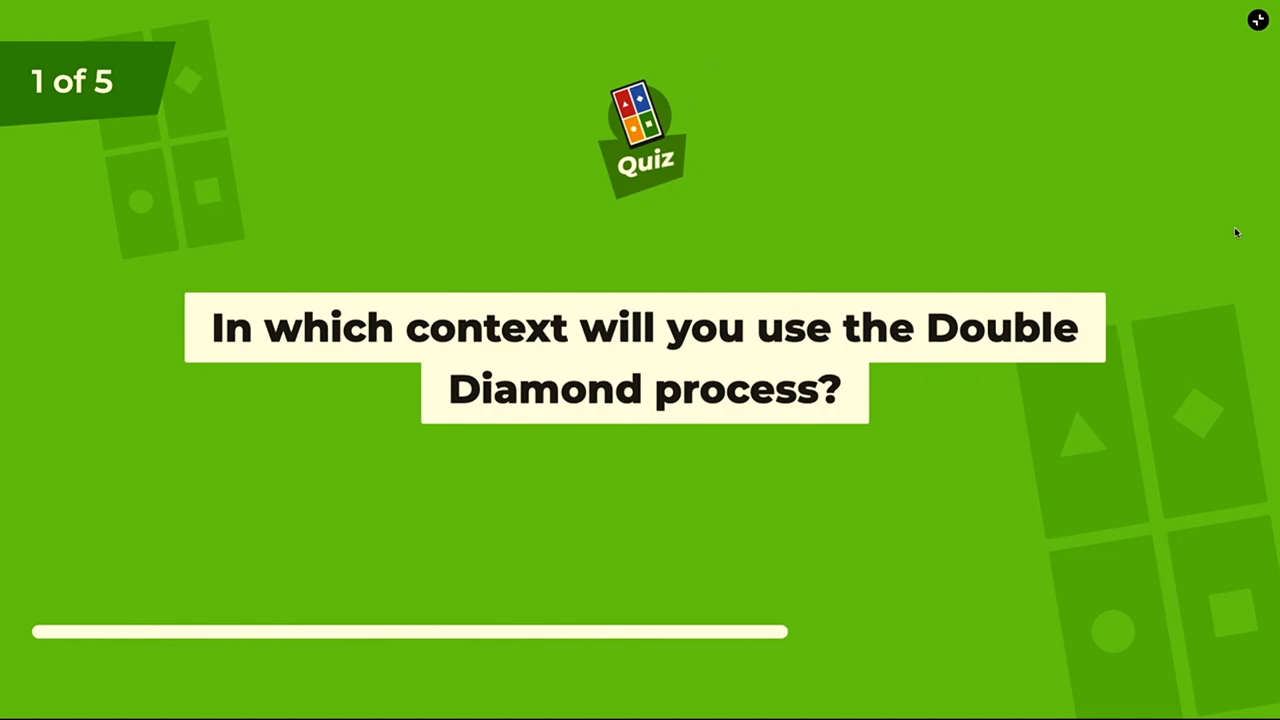 1 of 5
Quiz
In which context will you use the Double
Diamond process?